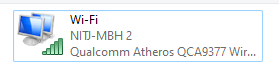 Wi-Fi
NITJ-MBH 2
Qualcomm Atheros QCA9377 Wir...